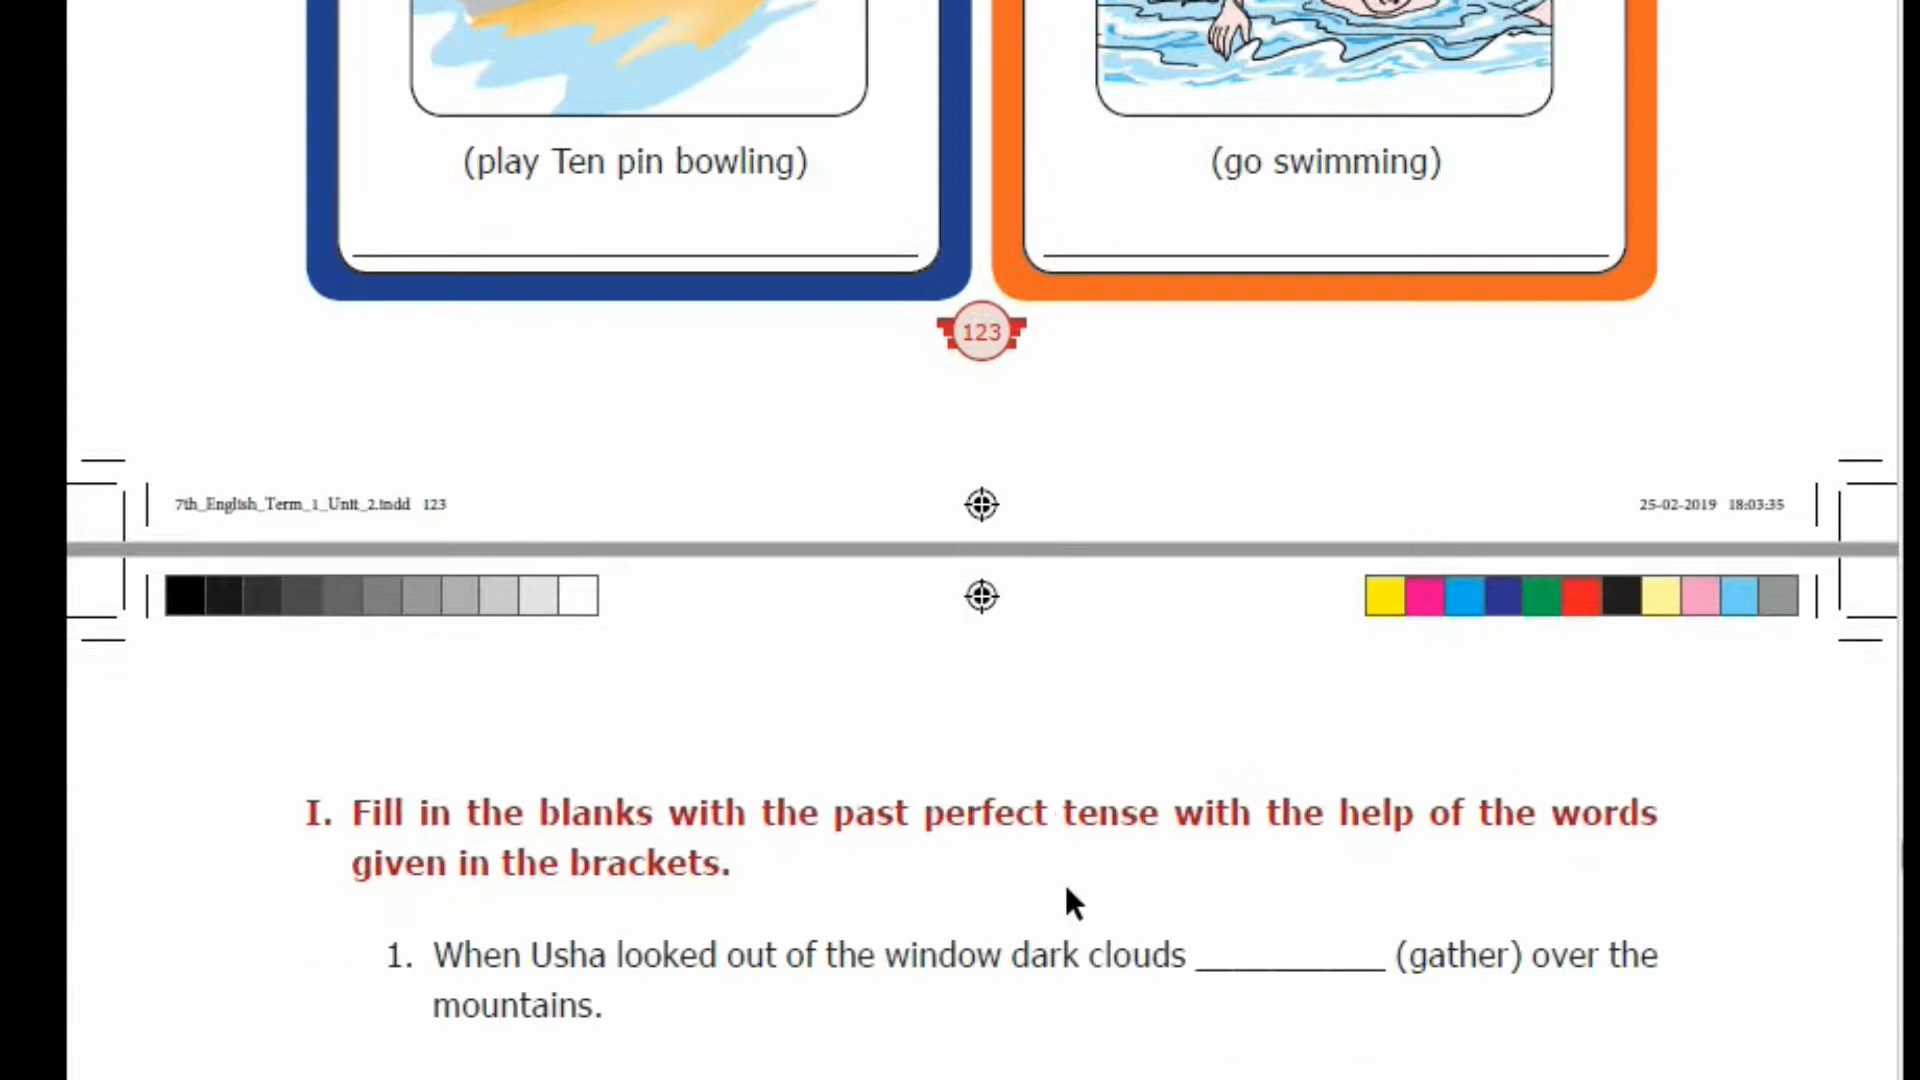 (play Ten pin bowling)
(go swimming)
123
7th_English_Term_1_Unit_2.indd 123
25-02-2019 18:03:35
I. Fill in the blanks with the past perfect tense with the help of the words
given in the brackets.
1. When Usha looked out of the window dark clouds __________ (gather) over the
mountains.